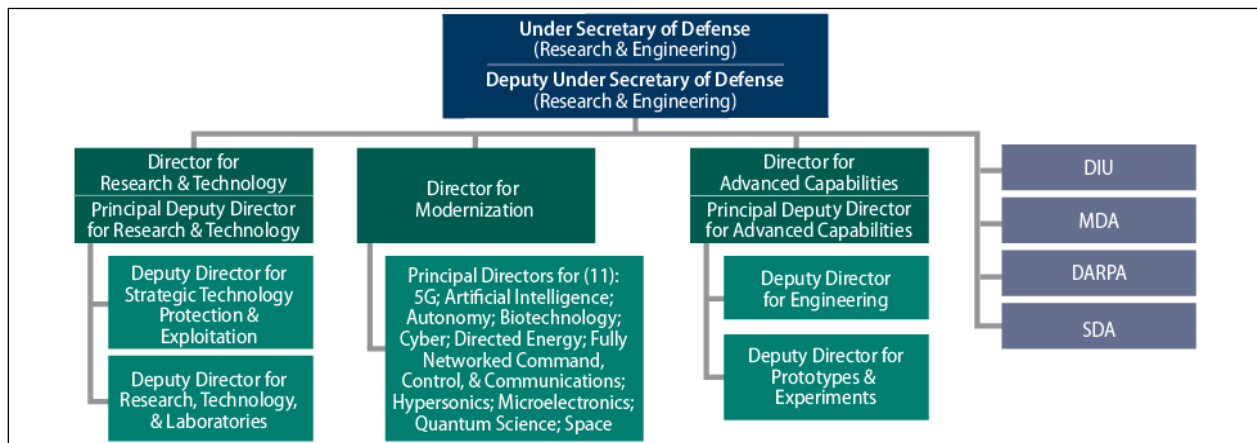 Under Secretary of Defense
(Research & Engineering)
Deputy Under Secretary of Defense
(Research & Engineering)
Director for
Research & Technology
Principal Deputy Director
for Research & Technology
Deputy Director for
Strategic Technology
Protection &
Exploitation
Deputy Director for
Research, Technology,
& Laboratories
Director for
Modernization
Principal Directors for (11):
5G; Artificial Intelligence;
Autonomy; Biotechnology;
Cyber; Directed Energy; Fully
Networked Command,
Control, & Communications;
Hypersonics; Microelectronics;
Quantum Science; Space
Director for
Advanced Capabilities
Principal Deputy Director
for Advanced Capabilities
Deputy Director
for Engineering
Deputy Director for
Prototypes &
Experiments
DIU
MDA
DARPA
SDA